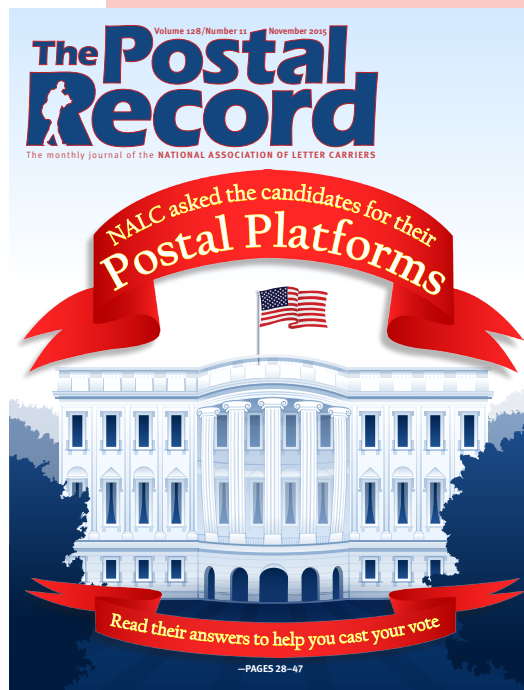 Volume 128/Number 11
November 2015
The Postal
Record
The monthly journal of the NATIONAL ASSOCIATION OF LETTER CARRIERS
NALC asked the candidates for their
Postal Platforms
Read their answers to help you cast your vote
—PAGES 28–47